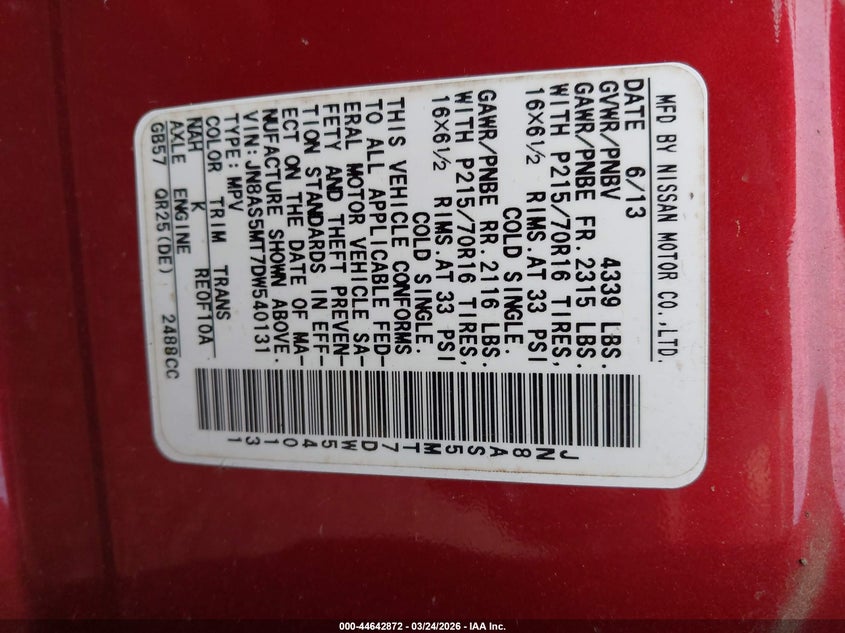 MFD BY NISSAN MOTOR CO.,LTD.
DATE 6/13
GVWR/PNBV 4339 LBS.
GAWR/PNBE FR. 2315 LBS.
WITH P215/70R16 TIRES,
16X6½ RIMS.AT 33 PSI
COLD SINGLE.
GAWR/PNBE RR. 2116 LBS.
WITH P215/70R16 TIRES,
16X6½ RIMS.AT 33 PSI
COLD SINGLE.
THIS VEHICLE CONFORMS
TO ALL APPLICABLE FED-
ERAL MOTOR VEHICLE SA-
FETY AND THEFT PREVEN-
TION STANDARDS IN EFF-
ECT ON THE DATE OF MA-
NUFACTURE SHOWN ABOVE.
VIN:JN8AS5MT7DW540131
TYPE:MPV
COLOR TRIM TRANS
NAH K RE0F10A
AXLE ENGINE
GB57 QR25(DE) 2488CC
JN8AS5MT7DW540131
000-44642872 | 03/24/2026 | IAA Inc.